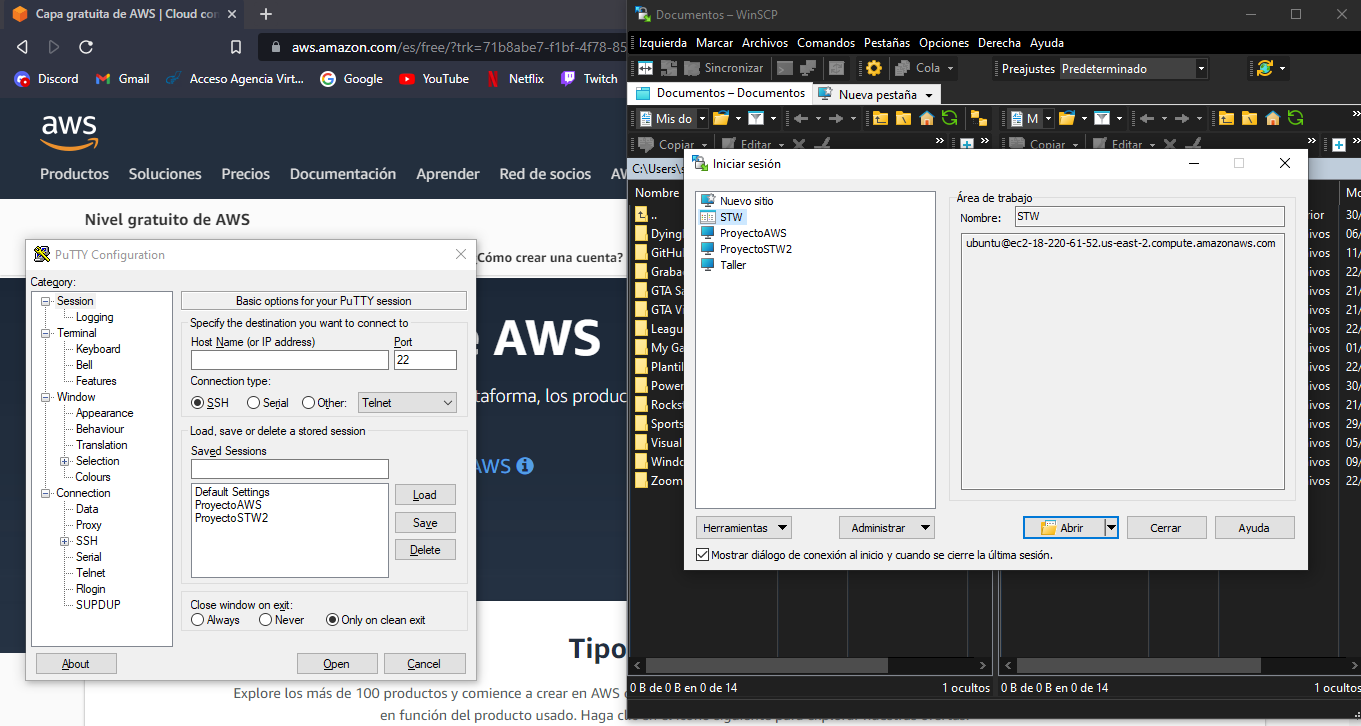 Capa gratuita de AWS | Cloud con
aws.amazon.com/es/free/?trk=71b8abe7-f1bf-4f78-85
Discord
Gmail
Acceso Agencia Virt...
Google
YouTube
Netflix
Twitch
aws
Productos
Soluciones
Precios
Documentación
Aprender
Red de socios
AW
Nivel gratuito de AWS
¿Cómo crear una cuenta?
AWS
ataforma, los produc
AWS
Tipo
Explore los más de 100 productos y comience a crear en AWS
en función del producto usado. Haga
PuTTY Configuration
Category:
Session
Logging
Terminal
Keyboard
Bell
Features
Window
Appearance
Behaviour
Translation
Selection
Colours
Connection
Data
Proxy
SSH
Serial
Telnet
Rlogin
SUPDUP
Basic options for your PuTTY session
Specify the destination you want to connect to
Host Name (or IP address)
Port
22
Connection type:
SSH
Serial
Other:
Telnet
Load, save or delete a stored session
Saved Sessions
Default Settings
ProyectoAWS
ProyectoSTW2
Load
Save
Delete
Close window on exit:
Always
Never
Only on clean exit
About
Open
Cancel
Documentos – WinSCP
Izquierda Marcar Archivos Comandos Pestañas Opciones Derecha Ayuda
Sincronizar
Cola
Preajustes Predeterminado
Documentos – Documentos
Nueva pestaña
Mis do
M
Copiar
Editar
Copiar
Editar
C:\Users\s
Nombre
..
Dyingl
GitHu
Graba
GTA Sa
GTA Vi
Leagu
My Ga
Plantil
Power
Rockst
Sports
Visual
Windo
Zoom
Iniciar sesión
Nuevo sitio
STW
ProyectoAWS
ProyectoSTW2
Taller
Área de trabajo
Nombre:
STW
ubuntu@ec2-18-220-61-52.us-east-2.compute.amazonaws.com
Herramientas
Administrar
Abrir
Cerrar
Ayuda
Mostrar diálogo de conexión al inicio y cuando se cierre la última sesión.
Mo
rior 30/
ivos 06/
ivos 11/
ivos 22/
ivos 21/
ivos 21/
ivos 22/
ivos 01/
ivos 22/
ivos 30/
ivos 21/
ivos 29/
ivos 05/
ivos 09/
ivos 22/
0 B de 0 B en 0 de 14
1 ocultos
0 B de 0 B en 0 de 14
1 ocultos